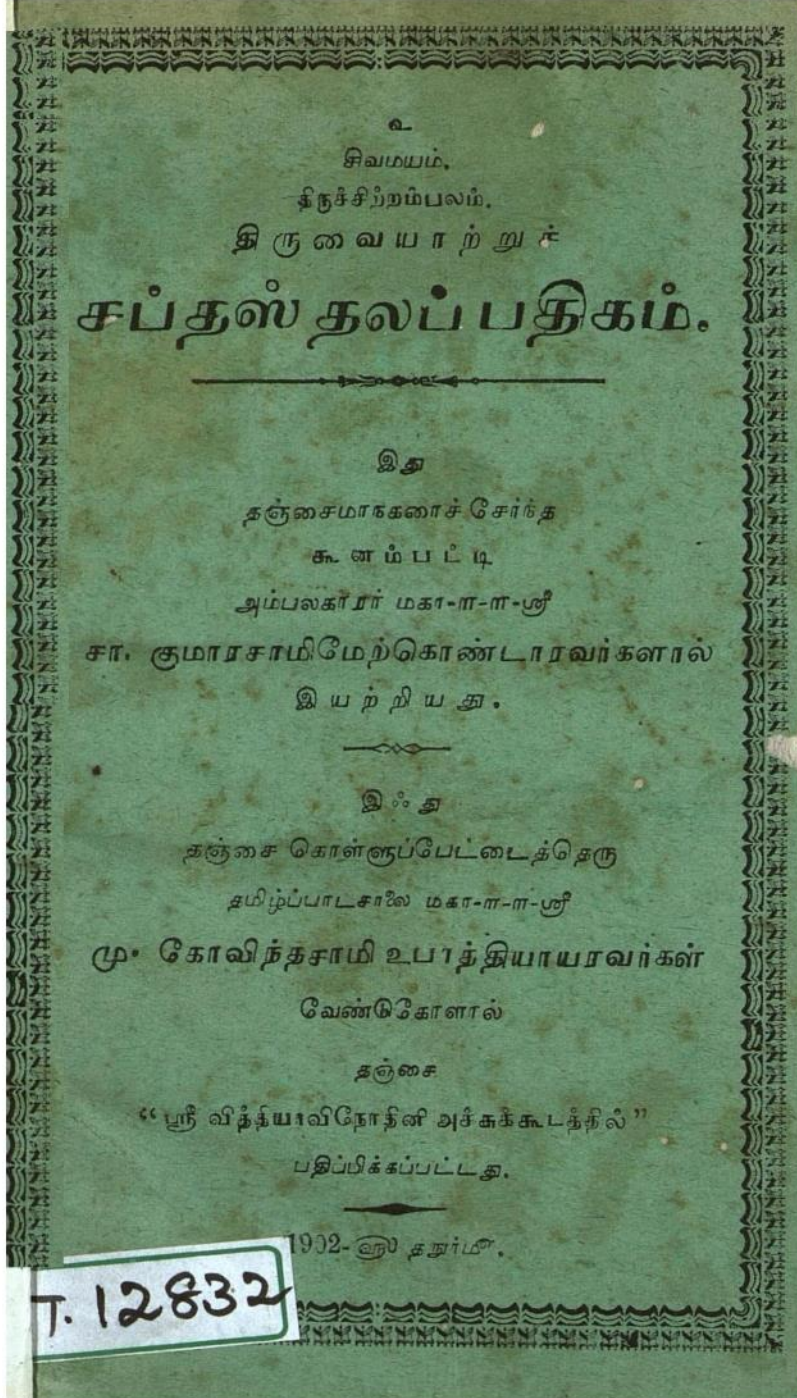 உ
சிவமயம்.
திருச்சிற்றம்பலம்.
திருவையாற்றுர்
சப்தஸ்தலப் பதிகம்.
இது
தஞ்சைமாநகரைச் சேர்ந்த
கூனம்பட்டி
அம்பலகாரர் மகா-ா-ா-ஸ்ரீ
சா. குமாரசாமிமேற்கொண்டாரவர்களால்
இயற்றியது.
இஃது
தஞ்சை கொள்ளுப்பேட்டைத்தெரு
தமிழ்ப்பாடசாலை மகா-ா-ா-ஸ்ரீ
மு. கோவிந்தசாமி உபாத்தியாயரவர்கள்
வேண்டுகோளால்
தஞ்சை
“ஸ்ரீ வித்தியாவிநோதினி அச்சுக்கூடத்தில்”
பதிப்பிக்கப்பட்டது.
1902-௵ தநுர்மீ.
T. 12832